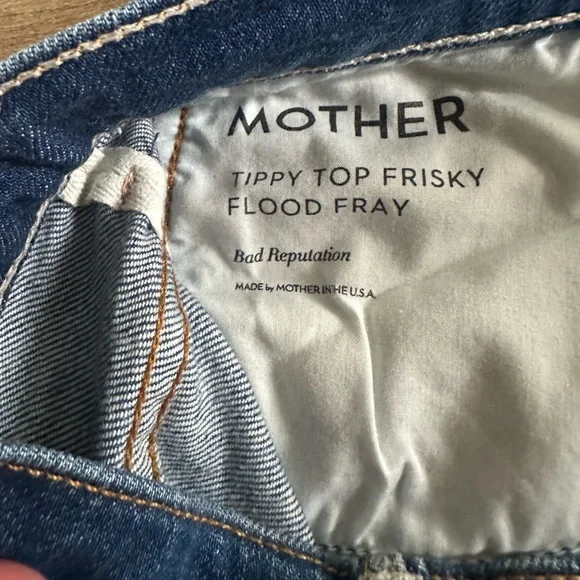 MOTHER
TIPPY TOP FRISKY
FLOOD FRAY
Bad Reputation
MADE by MOTHER IN THE U.S.A.